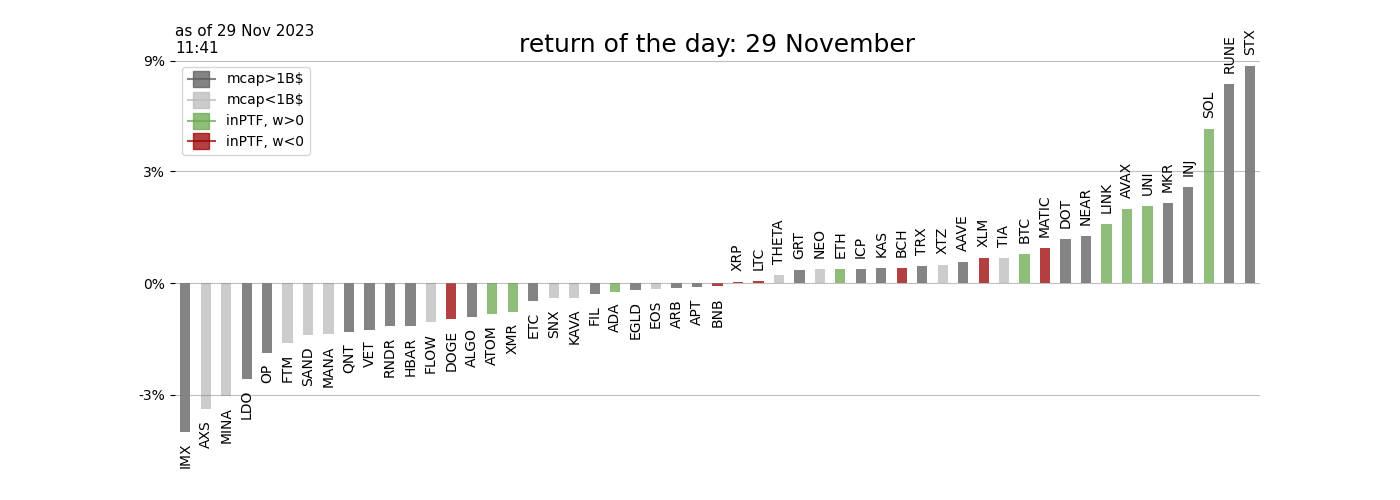 as of 29 Nov 2023
11:41
return of the day: 29 November
9%
3%
0%
-3%
mcap>1B$
mcap<1B$
inPTF, w>0
inPTF, w<0
IMX
AXS
MINA
LDO
OP
FTM
SAND
MANA
QNT
VET
RNDR
HBAR
FLOW
DOGE
ALGO
ATOM
XMR
ETC
SNX
KAVA
FIL
ADA
EGLD
EOS
ARB
APT
BNB
XRP
LTC
THETA
GRT
NEO
ETH
ICP
KAS
BCH
TRX
XTZ
AAVE
XLM
TIA
BTC
MATIC
DOT
NEAR
LINK
AVAX
UNI
MKR
INJ
SOL
RUNE
STX